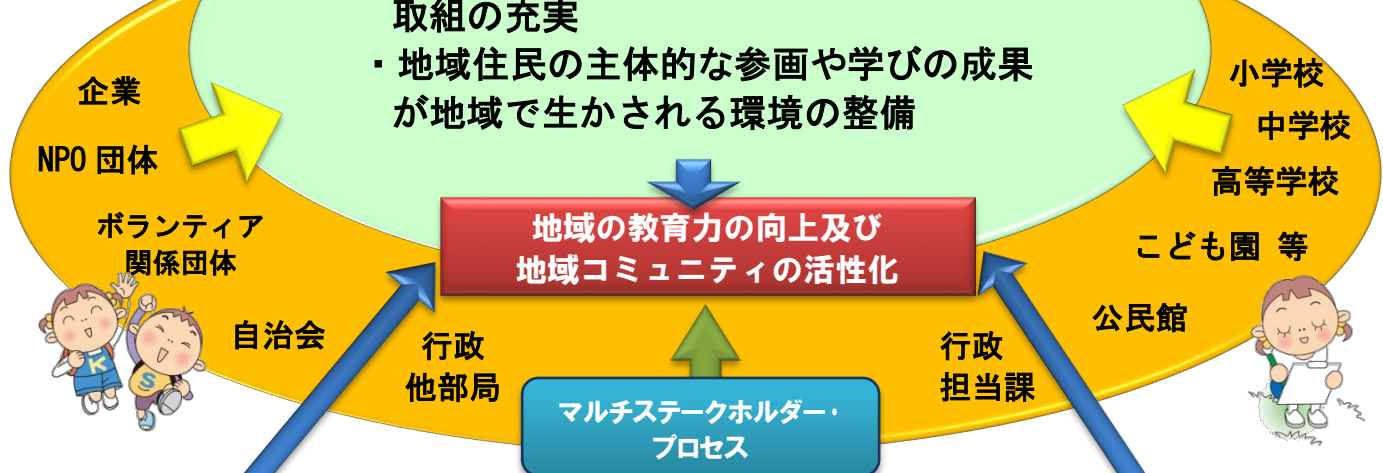 取組の充実
・地域住民の主体的な参画や学びの成果
が地域で生かされる環境の整備
企業
NPO団体
ボランティア
関係団体
自治会
行政
他部局
地域の教育力の向上及び
地域コミュニティの活性化
マルチステークホルダー・
プロセス
行政
担当課
小学校
中学校
高等学校
こども園 等
公民館
K
S